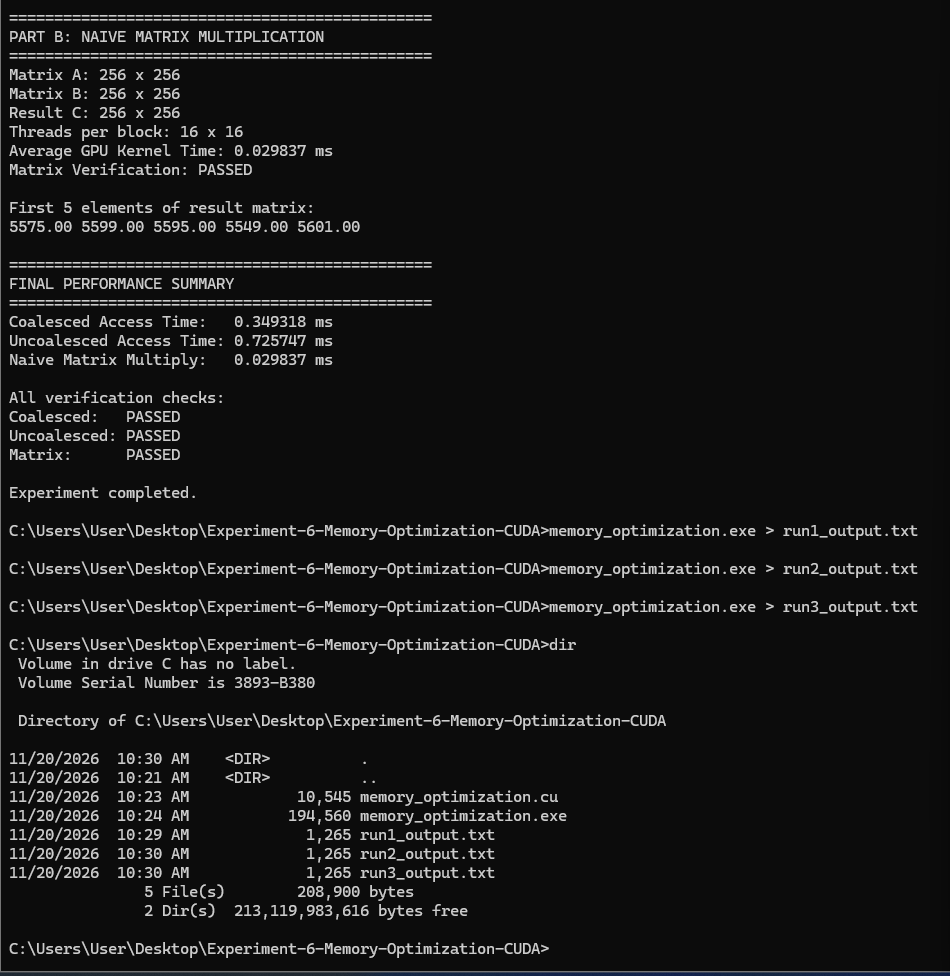 ===============================================
PART B: NAIVE MATRIX MULTIPLICATION
===============================================
Matrix A: 256 x 256
Matrix B: 256 x 256
Result C: 256 x 256
Threads per block: 16 x 16
Average GPU Kernel Time: 0.029837 ms
Matrix Verification: PASSED

First 5 elements of result matrix:
5575.00 5599.00 5595.00 5549.00 5601.00

===============================================
FINAL PERFORMANCE SUMMARY
===============================================
Coalesced Access Time:   0.349318 ms
Uncoalesced Access Time: 0.725747 ms
Naive Matrix Multiply:   0.029837 ms

All verification checks:
Coalesced:   PASSED
Uncoalesced: PASSED
Matrix:      PASSED

Experiment completed.

C:\Users\User\Desktop\Experiment-6-Memory-Optimization-CUDA>memory_optimization.exe > run1_output.txt

C:\Users\User\Desktop\Experiment-6-Memory-Optimization-CUDA>memory_optimization.exe > run2_output.txt

C:\Users\User\Desktop\Experiment-6-Memory-Optimization-CUDA>memory_optimization.exe > run3_output.txt

C:\Users\User\Desktop\Experiment-6-Memory-Optimization-CUDA>dir
 Volume in drive C has no label.
 Volume Serial Number is 3893-B380

 Directory of C:\Users\User\Desktop\Experiment-6-Memory-Optimization-CUDA

11/20/2026  10:30 AM    <DIR>          .
11/20/2026  10:21 AM    <DIR>          ..
11/20/2026  10:23 AM            10,545 memory_optimization.cu
11/20/2026  10:24 AM           194,560 memory_optimization.exe
11/20/2026  10:29 AM             1,265 run1_output.txt
11/20/2026  10:30 AM             1,265 run2_output.txt
11/20/2026  10:30 AM             1,265 run3_output.txt
               5 File(s)        208,900 bytes
               2 Dir(s)  213,119,983,616 bytes free

C:\Users\User\Desktop\Experiment-6-Memory-Optimization-CUDA>